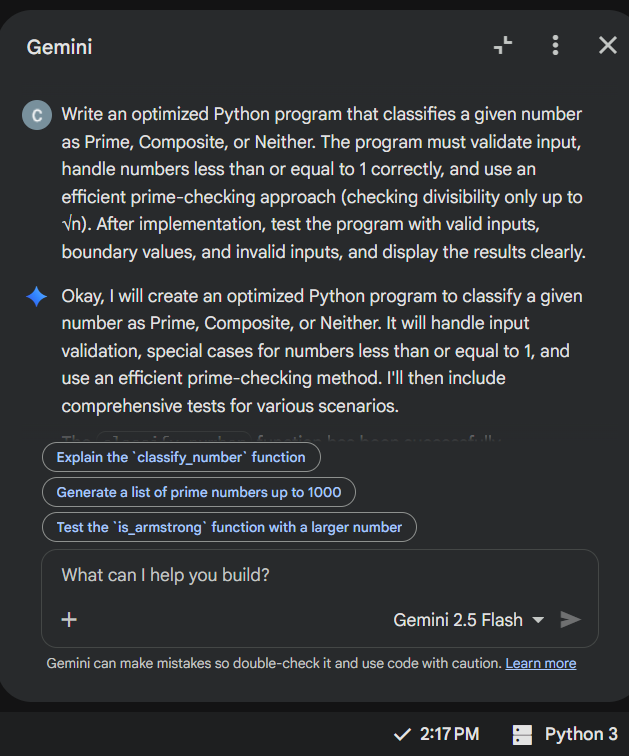 Gemini
C
Write an optimized Python program that classifies a given number
as Prime, Composite, or Neither. The program must validate input,
handle numbers less than or equal to 1 correctly, and use an
efficient prime-checking approach (checking divisibility only up to
√n). After implementation, test the program with valid inputs,
boundary values, and invalid inputs, and display the results clearly.
Okay, I will create an optimized Python program to classify a given
number as Prime, Composite, or Neither. It will handle input
validation, special cases for numbers less than or equal to 1, and
use an efficient prime-checking method. I'll then include
comprehensive tests for various scenarios.
The classify_number function has been successfully
Explain the `classify_number` function
Generate a list of prime numbers up to 1000
Test the `is_armstrong` function with a larger number
What can I help you build?
Gemini 2.5 Flash
Gemini can make mistakes so double-check it and use code with caution. Learn more
2:17 PM
Python 3